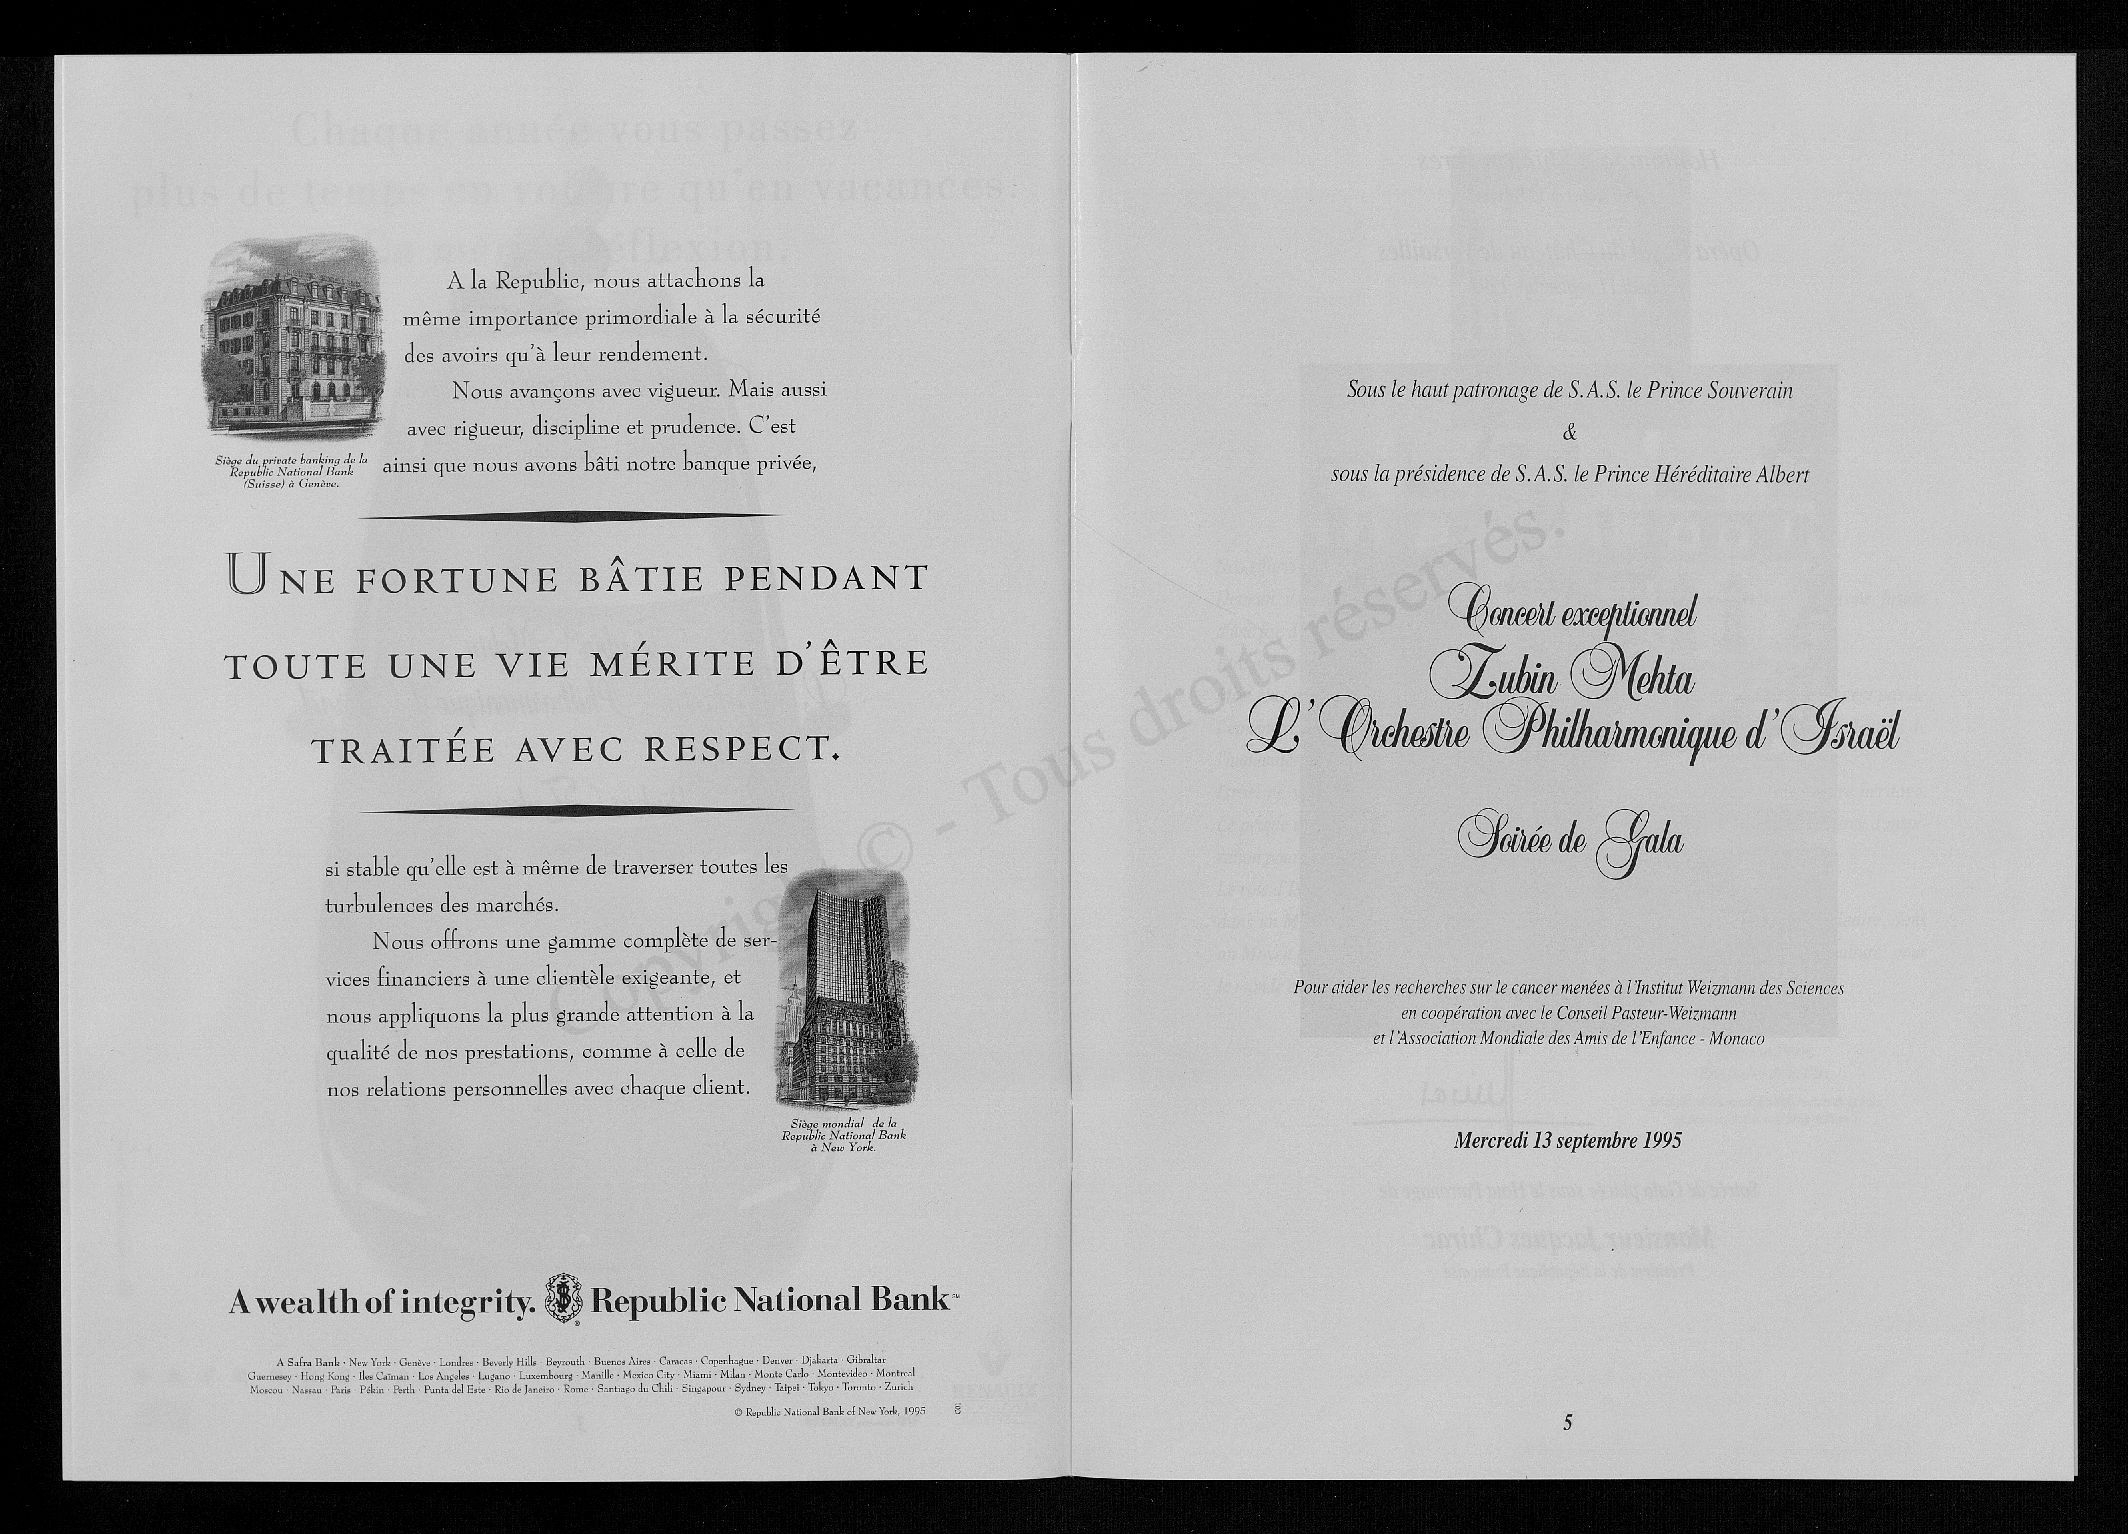 A la Republic, nous attachons la
même importance primordiale à la sécurité
des avoirs qu'à leur rendement.
Nous avançons avec vigueur. Mais aussi
avec rigueur, discipline et prudence. C'est
ainsi que nous avons bâti notre banque privée,
Siège du private banking de la
Republic National Bank
(Suisse) à Genève.
UNE FORTUNE BÂTIE PENDANT
TOUTE UNE VIE MÉRITE D'ÊTRE
TRAITÉE AVEC RESPECT.
si stable qu'elle est à même de traverser toutes les
turbulences des marchés.
Nous offrons une gamme complète de ser-
vices financiers à une clientèle exigeante, et
nous appliquons la plus grande attention à la
qualité de nos prestations, comme à celle de
nos relations personnelles avec chaque client.
Siège mondial de la
Republic National Bank
à New York.
A wealth of integrity. Republic National Bank
A Safra Bank · New York · Genève · Londres · Beverly Hills · Beyrouth · Buenos Aires · Caracas · Copenhague · Denver · Djakarta · Gibraltar
Guernesey · Hong Kong · Iles Caïman · Los Angeles · Lugano · Luxembourg · Manille · Mexico City · Miami · Milan · Monte Carlo · Montevideo · Montreal
Moscou · Nassau · Paris · Pékin · Perth · Punta del Este · Rio de Janeiro · Rome · Santiago du Chili · Singapour · Sydney · Taipei · Tokyo · Toronto · Zurich
© Republic National Bank of New York, 1995
Sous le haut patronage de S.A.S. le Prince Souverain
&
sous la présidence de S.A.S. le Prince Héréditaire Albert
Concert exceptionnel
Zubin Mehta
L'Orchestre Philharmonique d'Israël
Soirée de Gala
Pour aider les recherches sur le cancer menées à l'Institut Weizmann des Sciences
en coopération avec le Conseil Pasteur-Weizmann
et l'Association Mondiale des Amis de l'Enfance - Monaco
Mercredi 13 septembre 1995
5
Copyright © - Tous droits réservés.